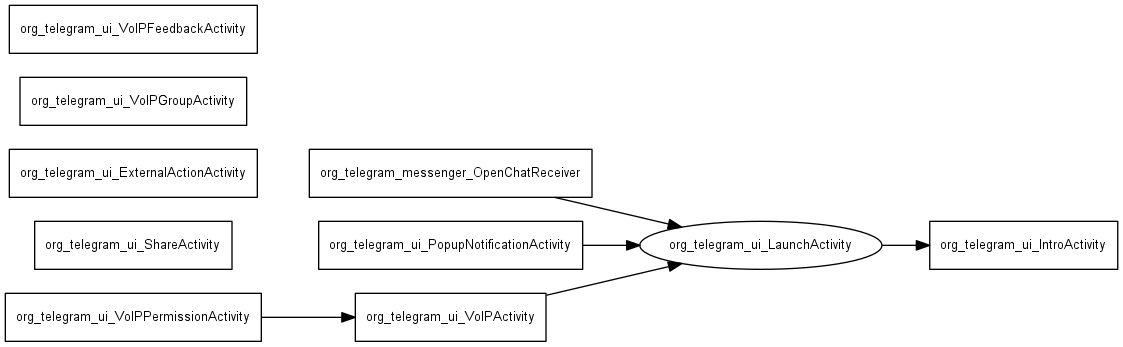 org_telegram_ui_VoIPFeedbackActivity
org_telegram_ui_VoIPGroupActivity
org_telegram_ui_ExternalActionActivity
org_telegram_messenger_OpenChatReceiver
org_telegram_ui_ShareActivity
org_telegram_ui_PopupNotificationActivity
org_telegram_ui_LaunchActivity
org_telegram_ui_IntroActivity
org_telegram_ui_VoIPPermissionActivity
org_telegram_ui_VoIPActivity